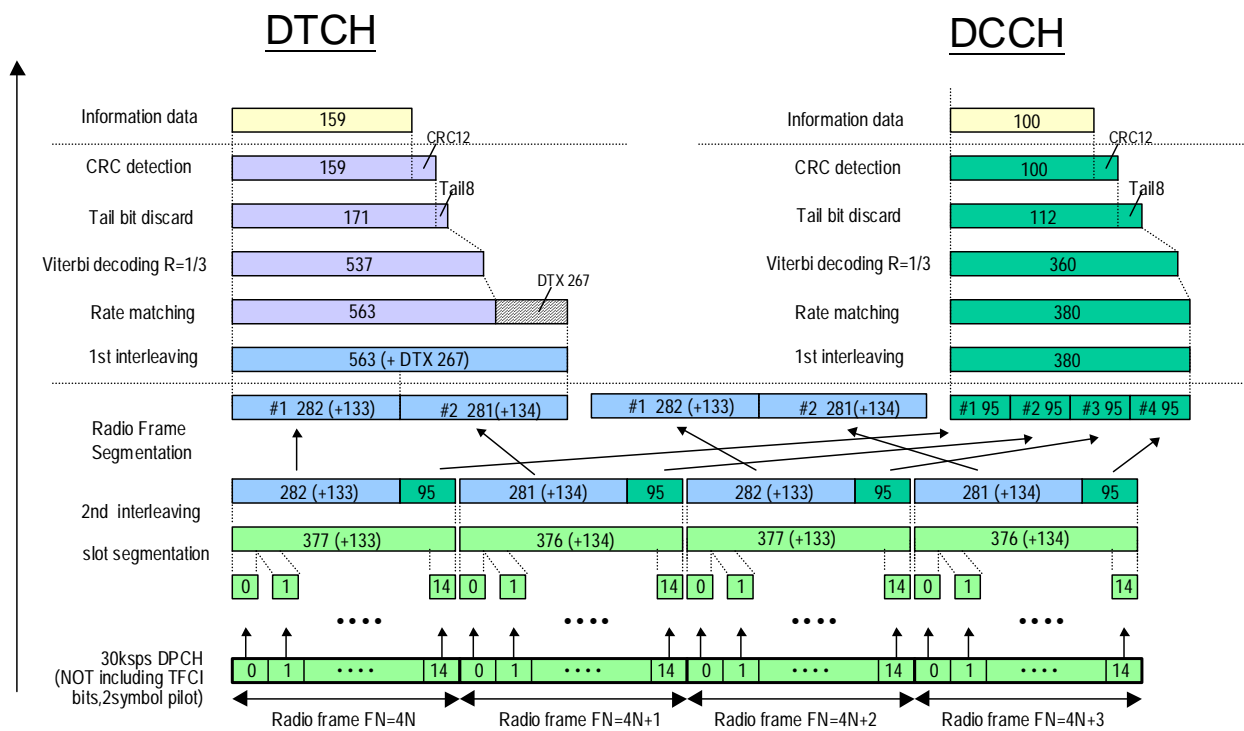 DTCH
DCCH
Information data
159
Information data
100
CRC12
CRC12
CRC detection
159
CRC detection
100
Tail8
Tail8
Tail bit discard
171
Tail bit discard
112
Viterbi decoding R=1/3
537
Viterbi decoding R=1/3
360
DTX 267
Rate matching
563
Rate matching
380
1st interleaving
563 (+ DTX 267)
1st interleaving
380
#1 282 (+133)
#2 281(+134)
#1 282 (+133)
#2 281(+134)
#1 95
#2 95
#3 95
#4 95
Radio Frame
Segmentation
282 (+133)
95
281 (+134)
95
282 (+133)
95
281 (+134)
95
2nd interleaving
377 (+133)
376 (+134)
377 (+133)
376 (+134)
slot segmentation
0
1
14
0
1
14
0
1
14
0
1
14
30ksps DPCH
(NOT including TFCI
bits,2symbol pilot)
0
1
14
0
1
14
0
1
14
0
1
14
Radio frame FN=4N
Radio frame FN=4N+1
Radio frame FN=4N+2
Radio frame FN=4N+3